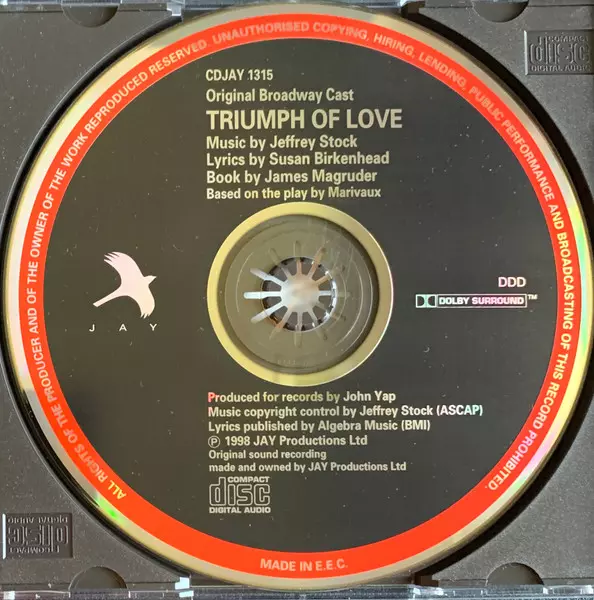 ALL RIGHTS OF THE PRODUCER AND OF THE OWNER OF THE WORK REPRODUCED RESERVED. UNAUTHORISED COPYING, HIRING, LENDING, PUBLIC PERFORMANCE AND BROADCASTING OF THIS RECORD PROHIBITED.
COMPACT
disc
DIGITAL AUDIO
CDJAY 1315
Original Broadway Cast
TRIUMPH OF LOVE
Music by Jeffrey Stock
Lyrics by Susan Birkenhead
Book by James Magruder
Based on the play by Marivaux
JAY
DDD
DOLBY SURROUND™
Produced for records by John Yap
Music copyright control by Jeffrey Stock (ASCAP)
Lyrics published by Algebra Music (BMI)
℗ 1998 JAY Productions Ltd
Original sound recording
made and owned by JAY Productions Ltd
COMPACT
disc
DIGITAL AUDIO
COMPACT
disc
DIGITAL AUDIO
MADE IN E.E.C.